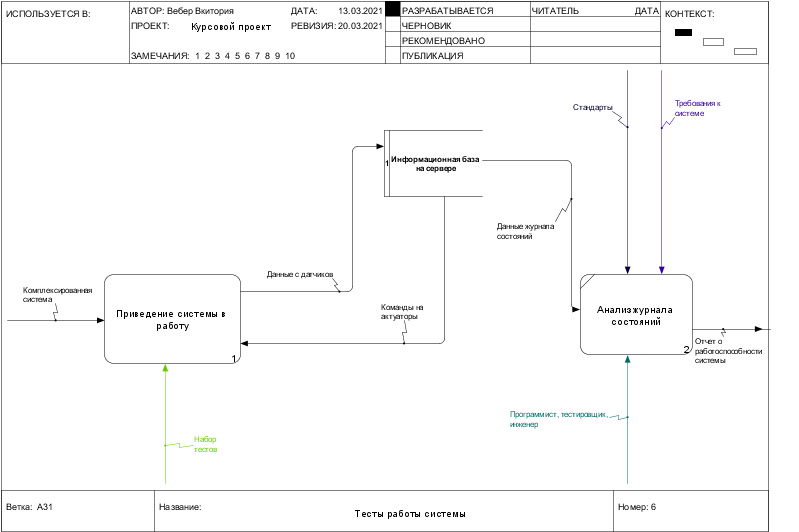 ИСПОЛЬЗУЕТСЯ В:
АВТОР: Вебер Вкитория
ДАТА: 13.03.2021
ПРОЕКТ: Курсовой проект
РЕВИЗИЯ: 20.03.2021
ЗАМЕЧАНИЯ: 1 2 3 4 5 6 7 8 9 10
РАЗРАБАТЫВАЕТСЯ
ЧЕРНОВИК
РЕКОМЕНДОВАНО
ПУБЛИКАЦИЯ
ЧИТАТЕЛЬ
ДАТА
КОНТЕКСТ:
Стандарты
Требования к
системе
1
Информационная база
на сервере
Данные журнала
состояний
Данные с датчиков
Комплексированная
система
Приведение системы в
работу
1
Команды на
актуаторы
Анализ журнала
состояний
2
Отчет о
работоспособности
системы
Программист, тестировщик,
инженер
Набор
тестов
Ветка: А31
Название:
Тесты работы системы
Номер: 6